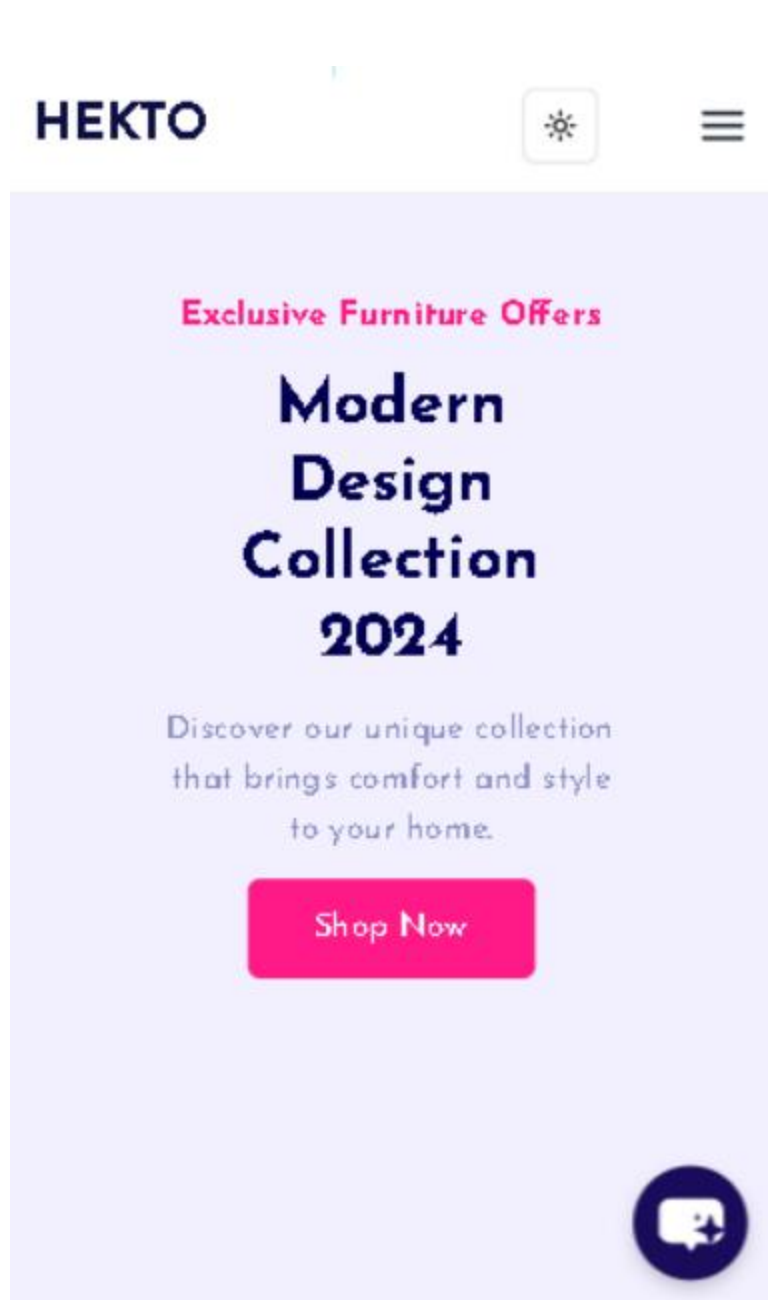 HEKTO
Exclusive Furniture Offers
Modern
Design
Collection
2024
Discover our unique collection
that brings comfort and style
to your home.
Shop Now